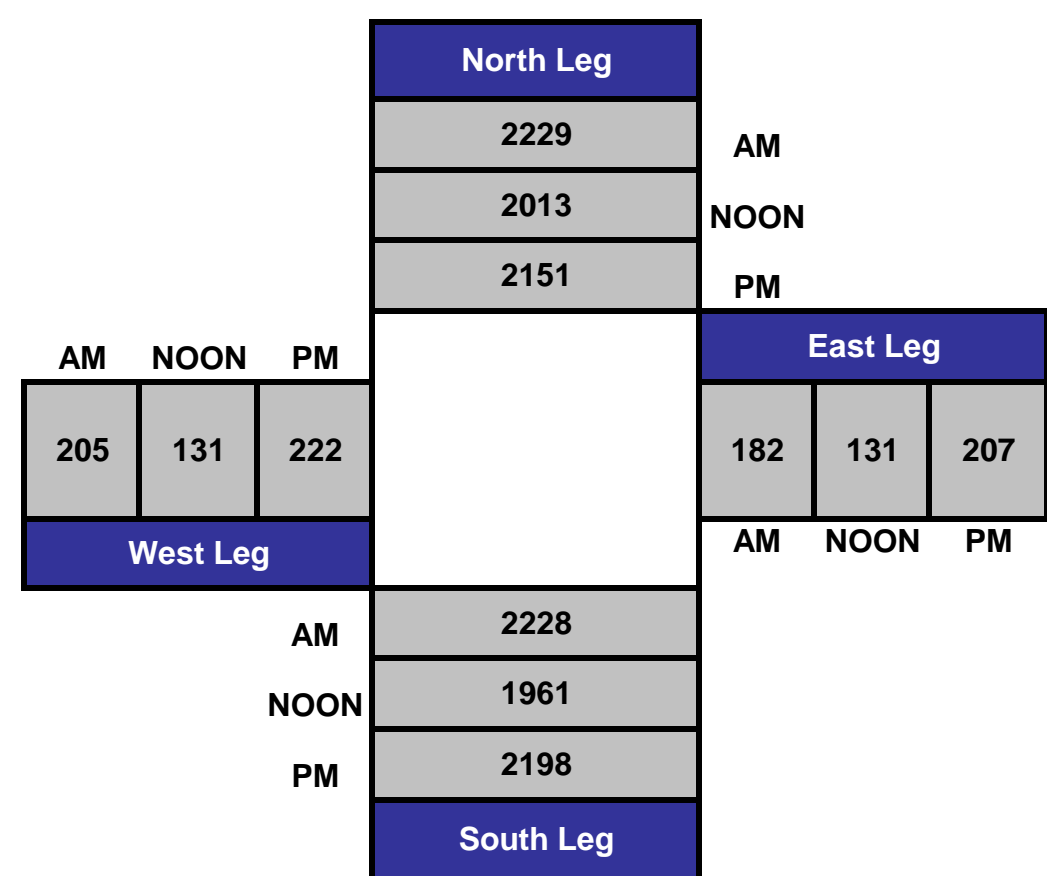 North Leg
2229
AM
2013
NOON
2151
PM
East Leg
AM NOON PM
205 131 222
182 131 207
West Leg
AM NOON PM
AM
2228
NOON
1961
PM
2198
South Leg